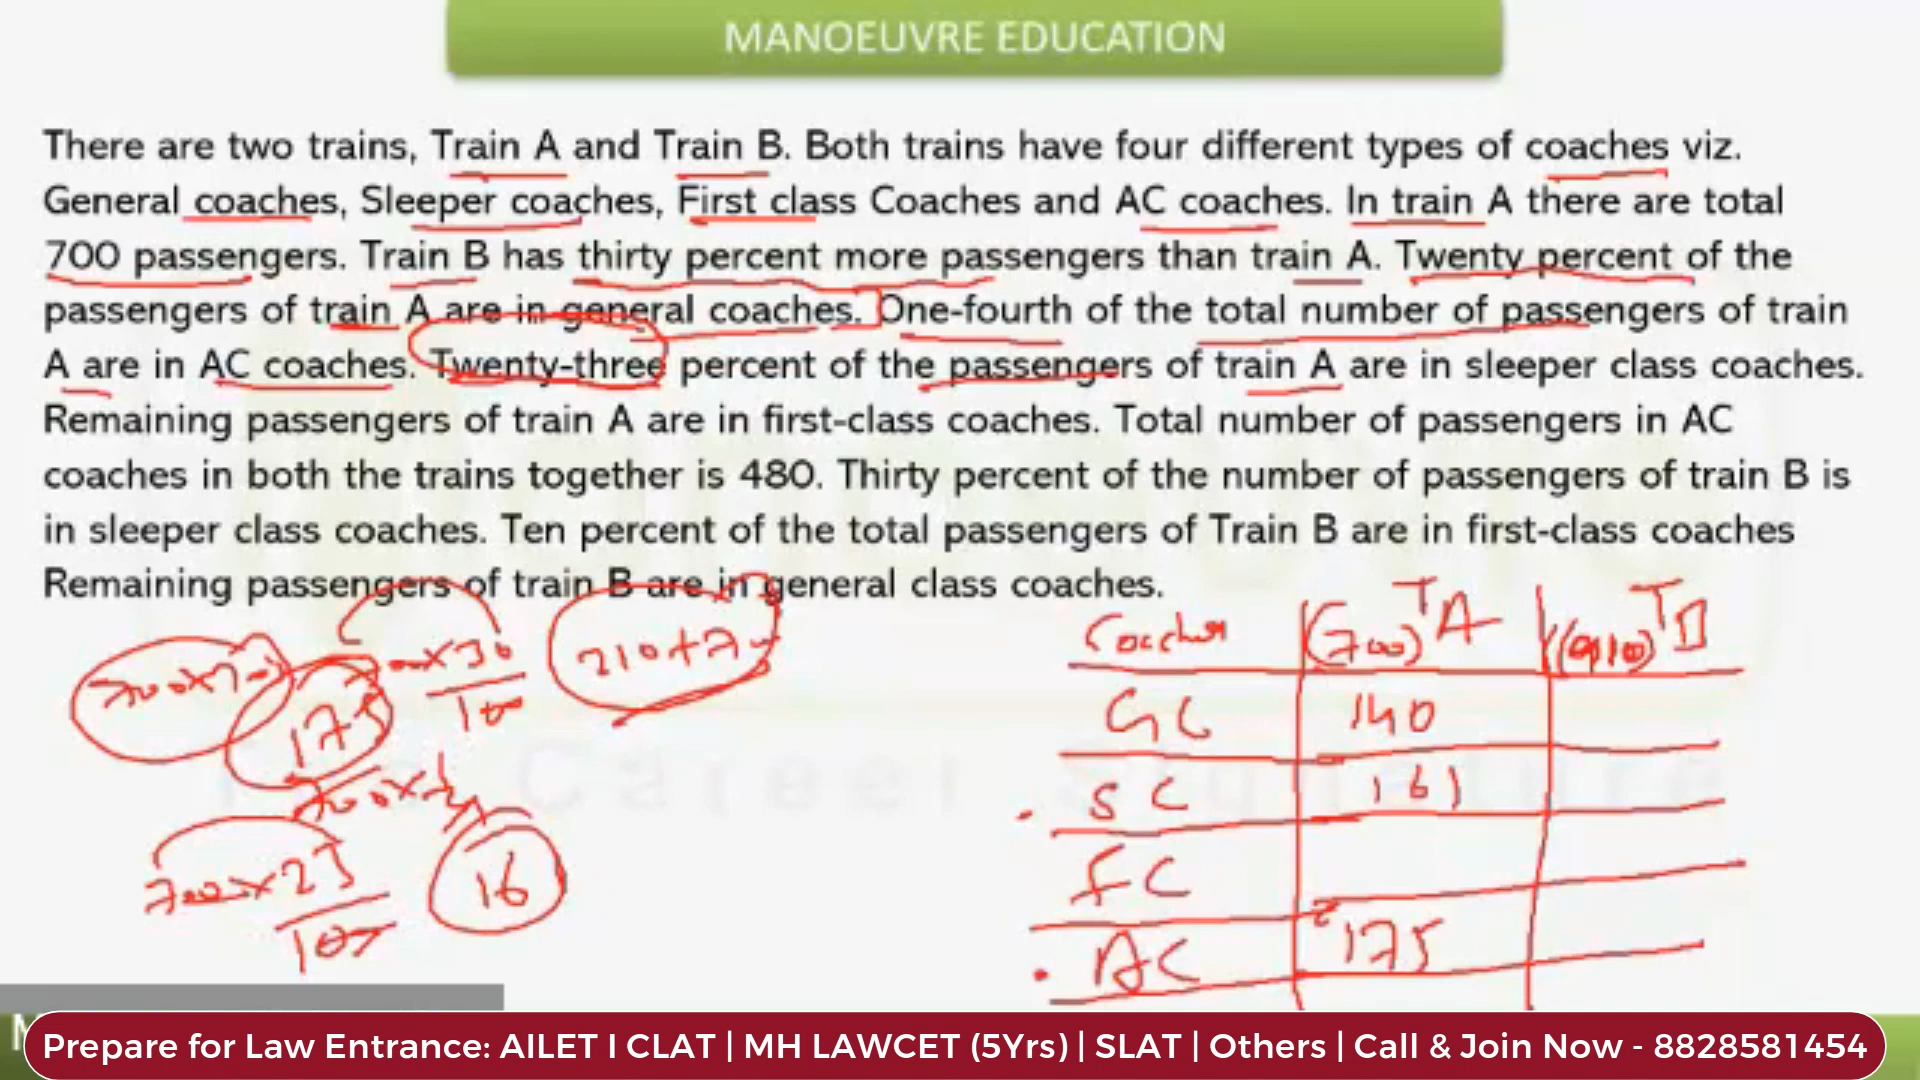 MANOEUVRE EDUCATION
There are two trains, Train A and Train B. Both trains have four different types of coaches viz.
General coaches, Sleeper coaches, First class Coaches and AC coaches. In train A there are total
700 passengers. Train B has thirty percent more passengers than train A. Twenty percent of the
passengers of train A are in general coaches. One-fourth of the total number of passengers of train
A are in AC coaches. Twenty-three percent of the passengers of train A are in sleeper class coaches.
Remaining passengers of train A are in first-class coaches. Total number of passengers in AC
coaches in both the trains together is 480. Thirty percent of the number of passengers of train B is
in sleeper class coaches. Ten percent of the total passengers of Train B are in first-class coaches
Remaining passengers of train B are in general class coaches.
Coaches (700) TA (910) TB
210+70
GC 140
175
SC 161
700×23
100
16
FC
AC 175
Prepare for Law Entrance: AILET I CLAT | MH LAWCET (5Yrs) | SLAT | Others | Call & Join Now - 8828581454